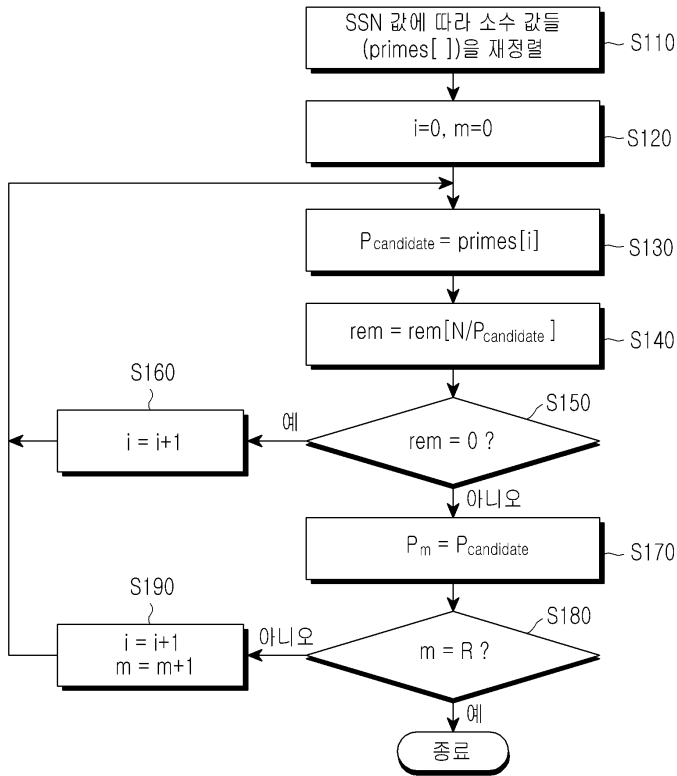 SSN 값에 따라 소수 값들
(primes[ ])을 재정렬
S110
i=0, m=0
S120
Pcandidate = primes[i]
S130
rem = rem[N/Pcandidate ]
S140
S150
rem = 0 ?
예
S160
i = i+1
아니오
Pm = Pcandidate
S170
S180
m = R ?
아니오
S190
i = i+1
m = m+1
예
종료